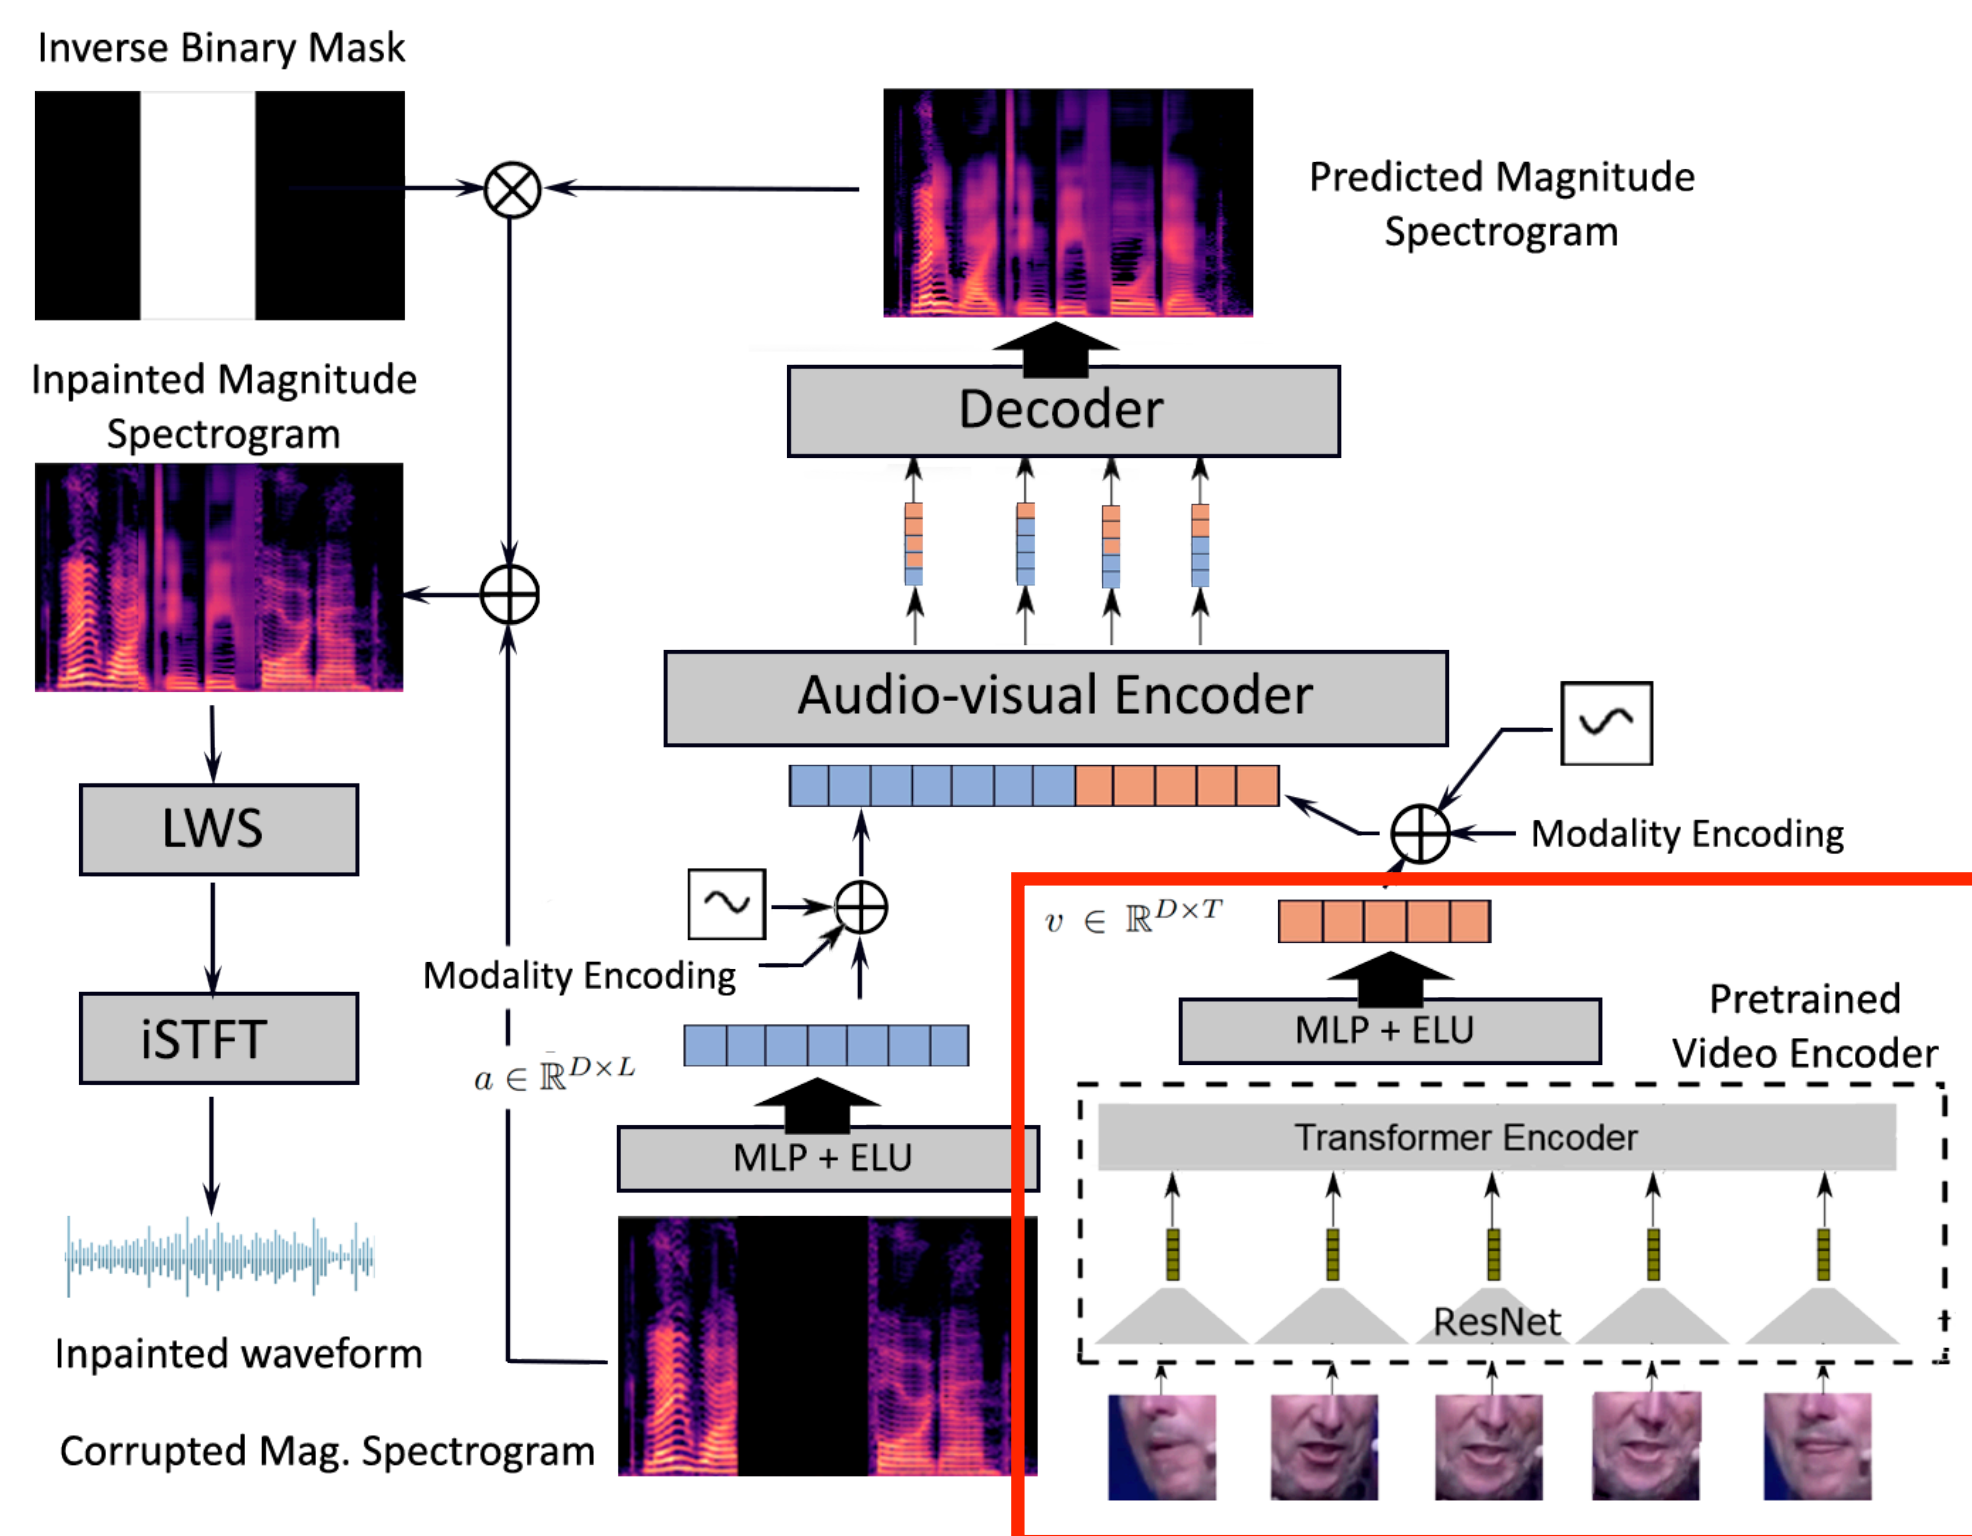 Inverse Binary Mask
Predicted Magnitude
Spectrogram
Inpainted Magnitude
Spectrogram
Decoder
Audio-visual Encoder
LWS
Modality Encoding
v ∈ ℝ^{D×T}
Modality Encoding
Pretrained
Video Encoder
MLP + ELU
iSTFT
a ∈ ℝ^{D×L}
MLP + ELU
Transformer Encoder
ResNet
Inpainted waveform
Corrupted Mag. Spectrogram